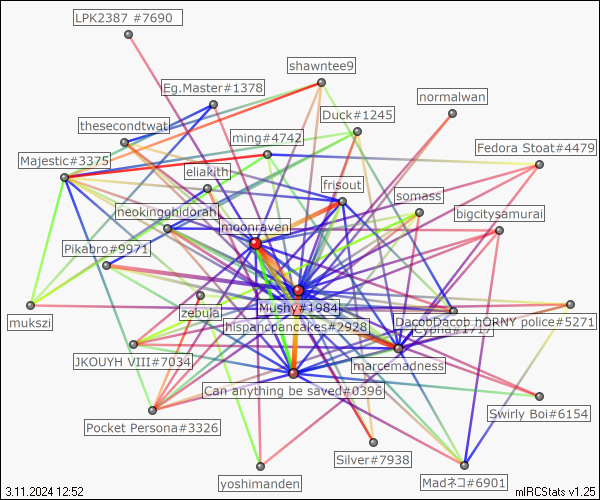 LPK2387 #7690
shawntee9
Eg.Master#1378
normalwan
Duck#1245
thesecondtwat
ming#4742
Fedora Stoat#4479
Majestic#3375
eliakith
frisout
somass
neokingghidorah
bigcitysamurai
moonraven
Pikabro#9971
Mushy#1984
zebula
mukszi
DacobDacob hORNY police#5271
hispancpancakes#2928
JKOUYH VIII#7034
marcemadness
Can anything be saved#0396
Swirly Boi#6154
Pocket Persona#3326
Silver#7938
yoshimanden
Madネコ#6901
3.11.2024 12:52
mIRCStats v1.25